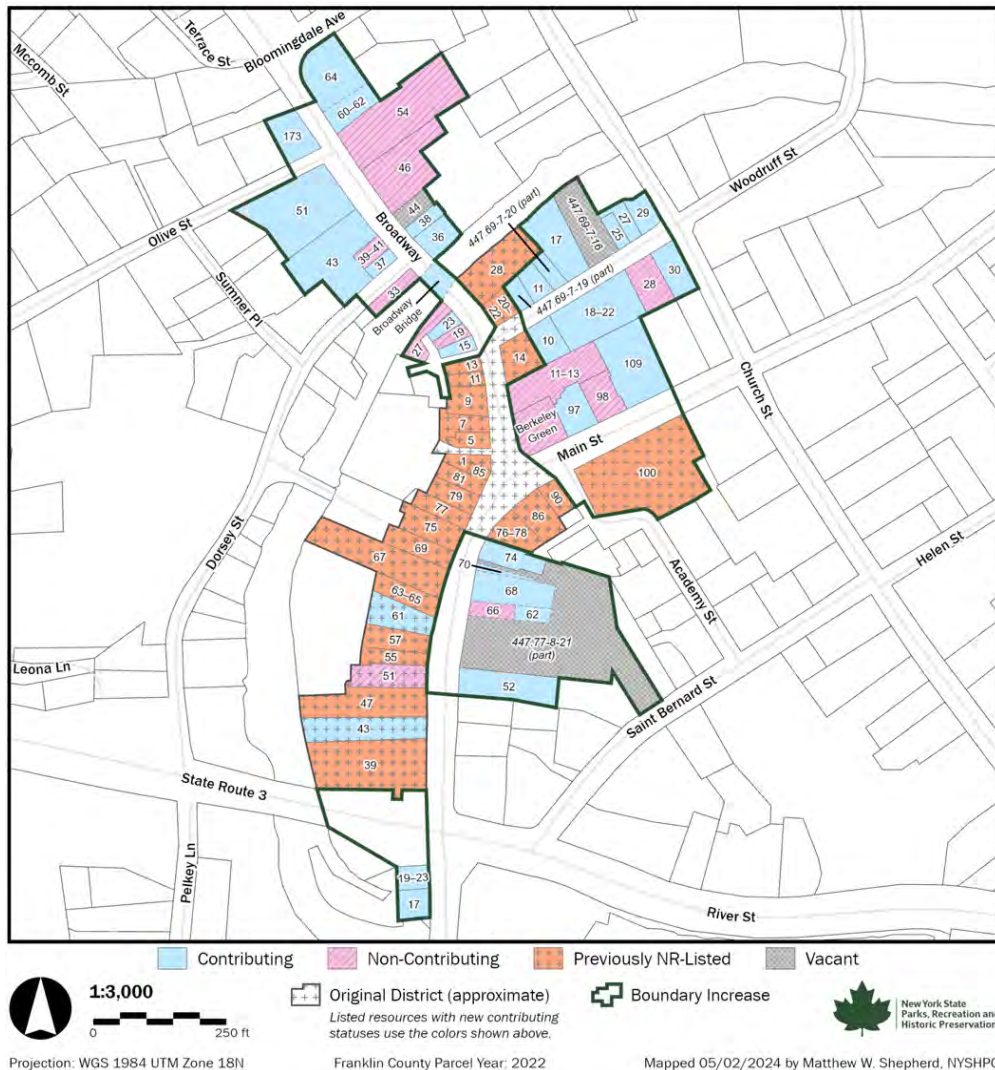 Terrace St
Bloomingdale Ave
Mccomb St
64
60–62
54
173
46
Woodruff St
51
44
38
36
Broadway
447.69-7-20 (part)
17
447.69-7-16
27
25
29
Olive St
43
39–41
37
28
11
447.69-7-19 (part)
28
30
Sumner Pl
33
Broadway
Bridge
20–
22
18–22
23
19
15
27
10
14
13
11
11–13
109
9
98
97
Berkeley
Green
7
5
Main St
Church St
1
85
81
79
77
100
90
86
75
76–78
Dorsey St
69
67
74
70
Helen St
Academy St
68
63–65
66
62
61
57
447.77-8-21
(part)
55
Leona Ln
51
52
47
Saint Bernard St
43
39
State Route 3
Pelkey Ln
19–23
17
River St
Contributing
Non-Contributing
Previously NR-Listed
Vacant
1:3,000
0
250 ft
Original District (approximate)
Listed resources with new contributing
statuses use the colors shown above.
Boundary Increase
New York State
Parks, Recreation and
Historic Preservation
Projection: WGS 1984 UTM Zone 18N
Franklin County Parcel Year: 2022
Mapped 05/02/2024 by Matthew W. Shepherd, NYSHPO